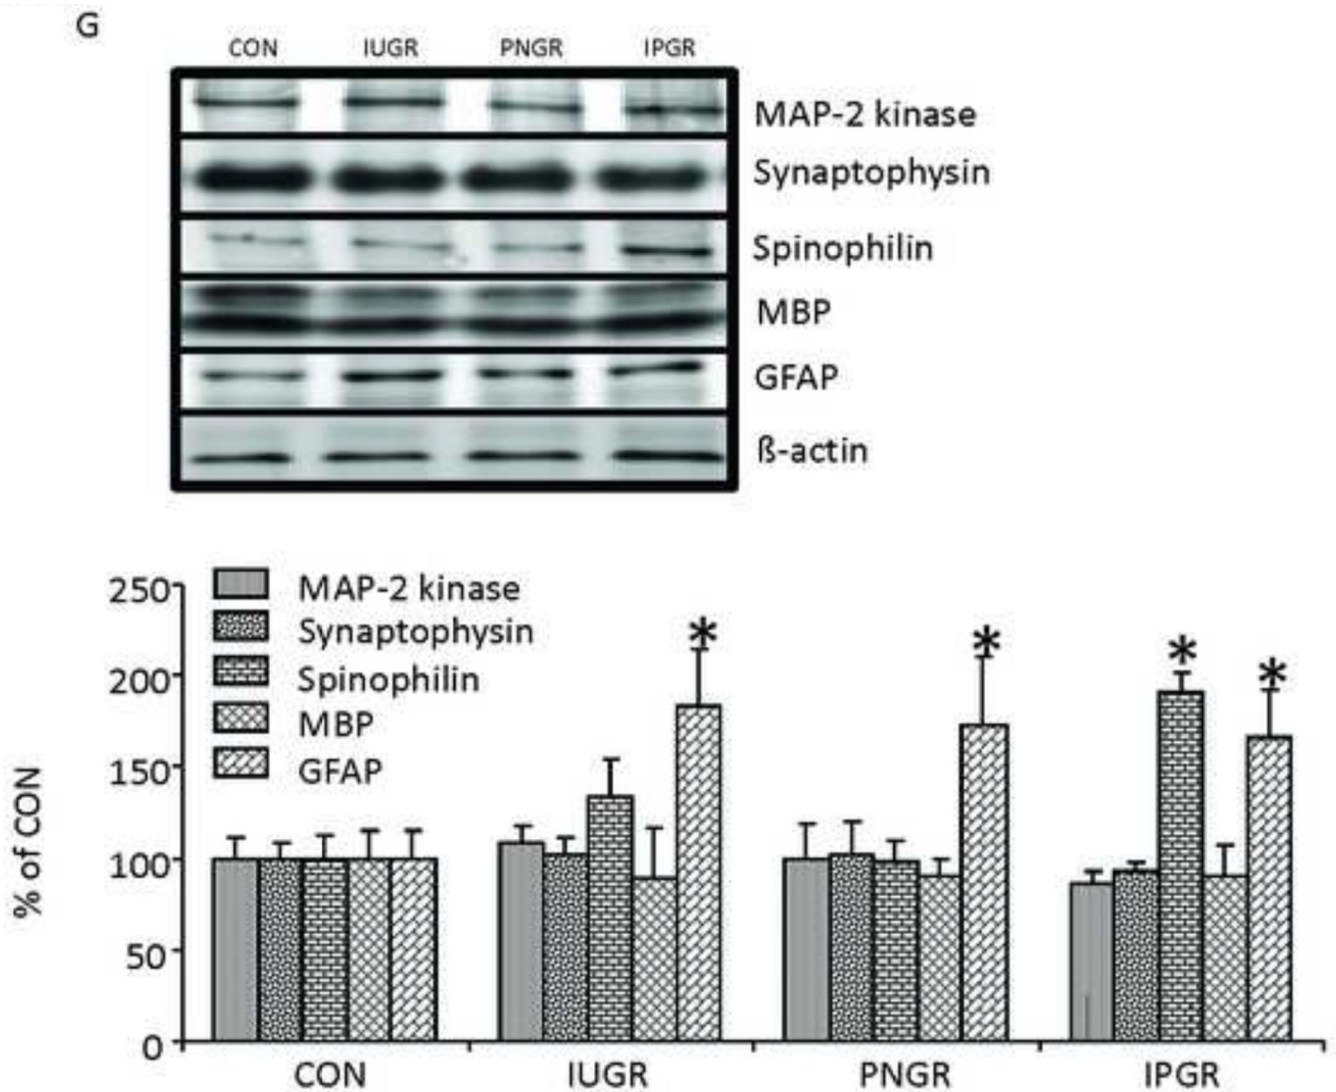 G
CON IUGR PNGR IPGR
MAP-2 kinase
Synaptophysin
Spinophilin
MBP
GFAP
ß-actin
250
200
150
100
50
0
% of CON
MAP-2 kinase
Synaptophysin
Spinophilin
MBP
GFAP
*
*
*
*
CON IUGR PNGR IPGR